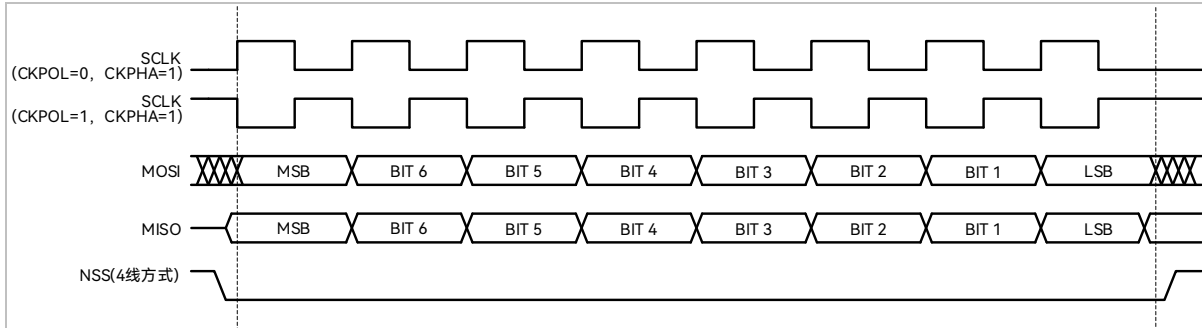 SCLK
(CKPOL=0，CKPHA=1)
SCLK
(CKPOL=1，CKPHA=1)
MOSI MSB BIT 6 BIT 5 BIT 4 BIT 3 BIT 2 BIT 1 LSB
MISO MSB BIT 6 BIT 5 BIT 4 BIT 3 BIT 2 BIT 1 LSB
NSS(4线方式)